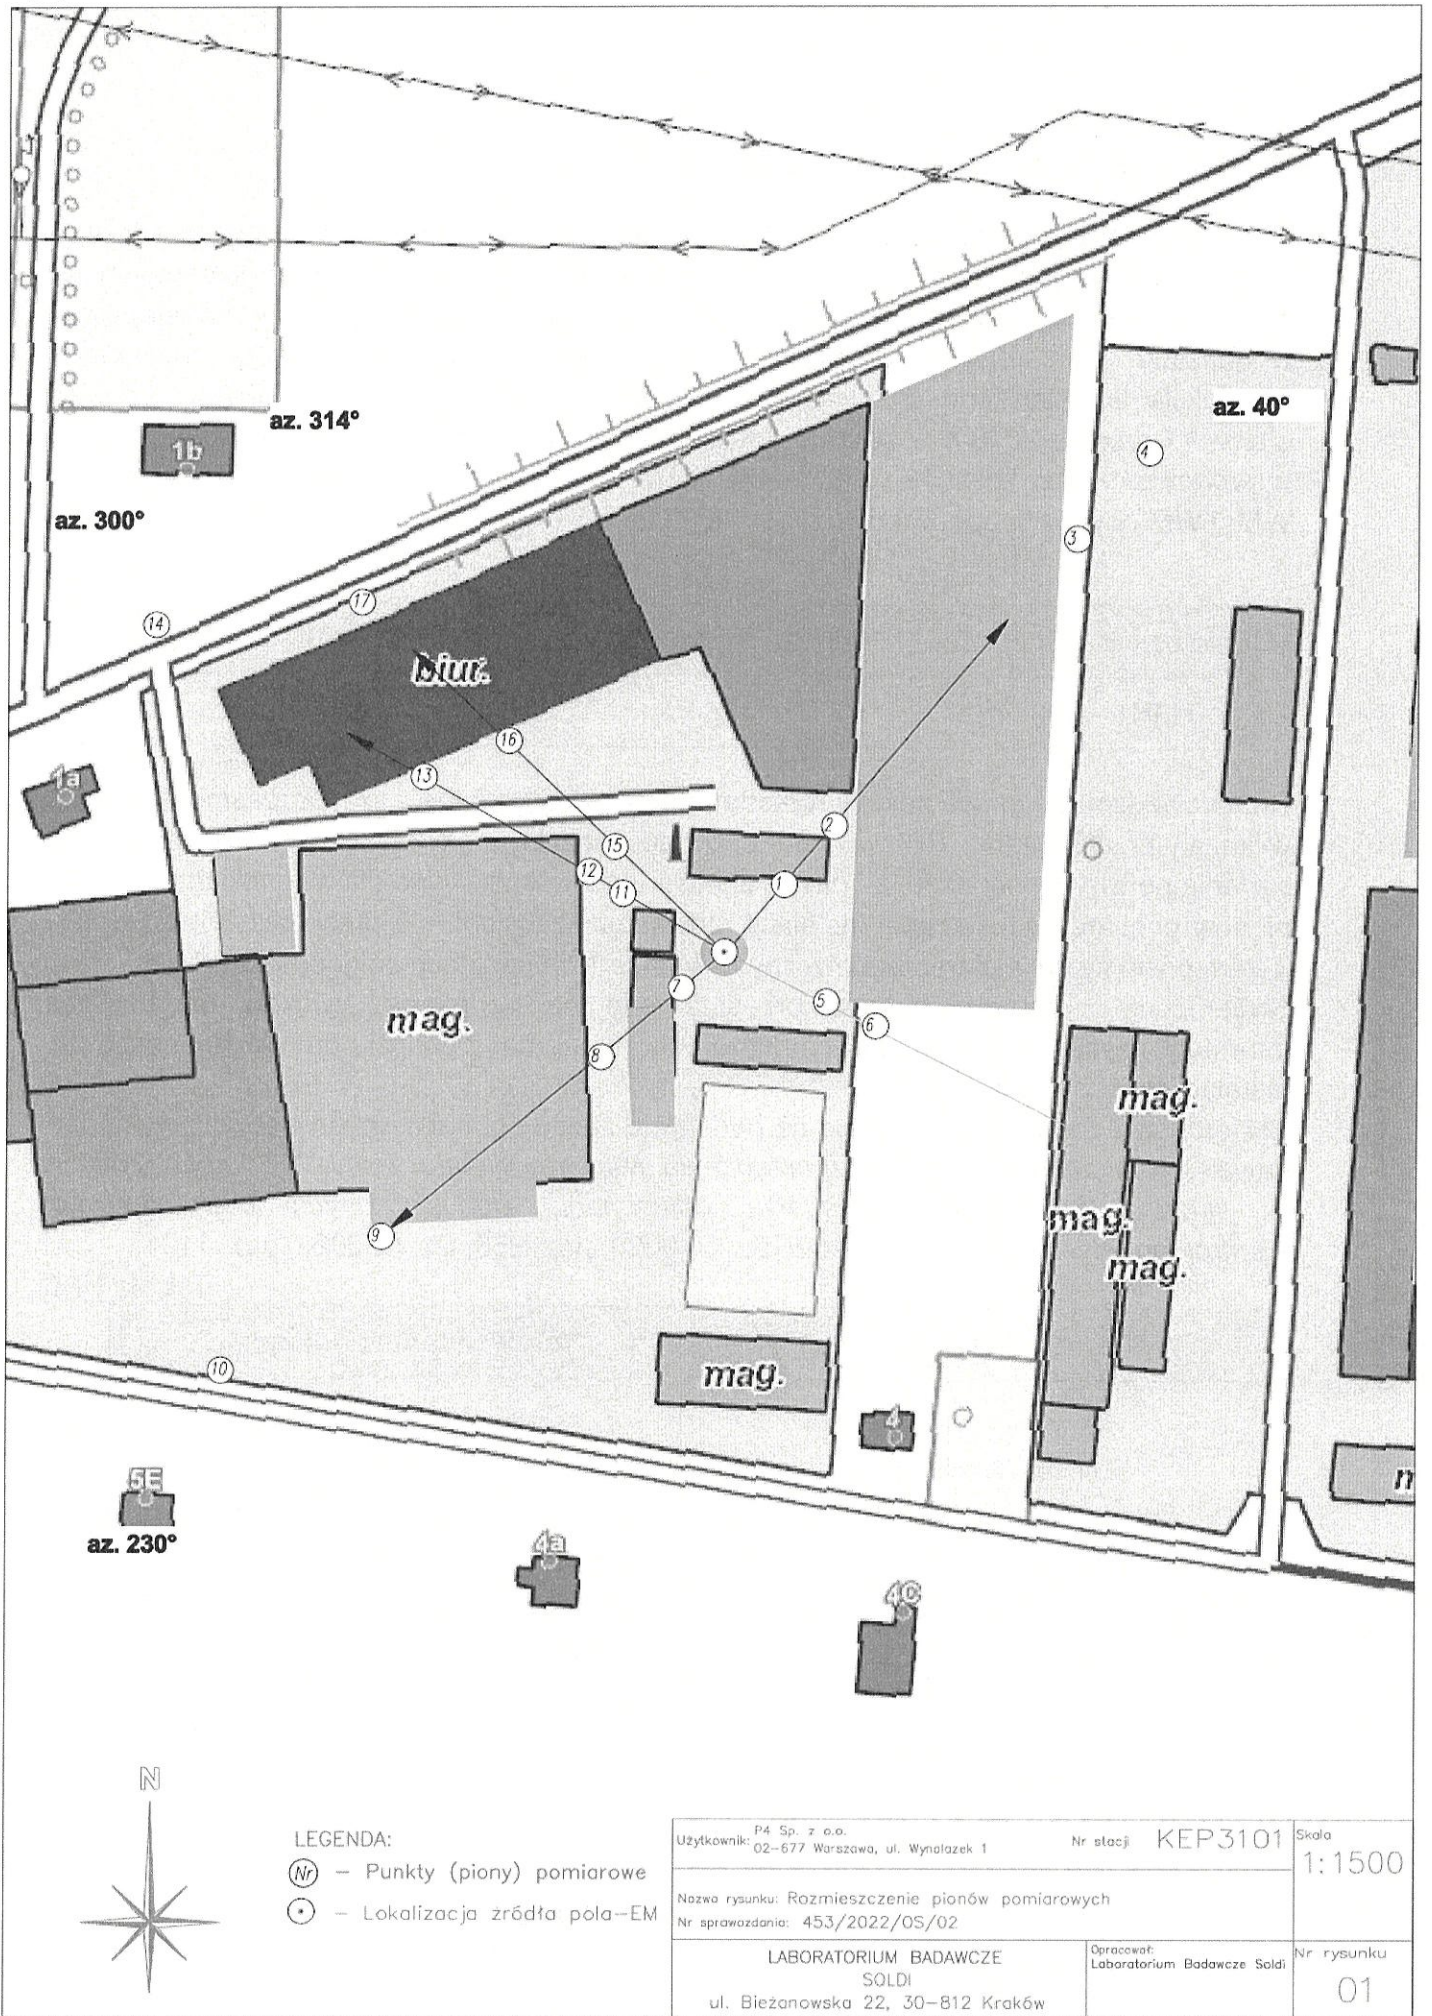 az. 314°
1b
az. 40°
4
az. 300°
3
17
14
biur.
16
13
1a
2
15
12
1
11
7
5
6
mag.
8
mag.
mag.
9
mag.
10
mag.
4
5E
az. 230°
4a
4C
N
LEGENDA:
Nr – Punkty (piony) pomiarowe
– Lokalizacja źródła pola–EM
Użytkownik: P4 Sp. z o.o.
02–677 Warszawa, ul. Wynalazek 1
Nr stacji KEP3101
Skala
1:1500
Nazwa rysunku: Rozmieszczenie pionów pomiarowych
Nr sprawozdania: 453/2022/OS/02
LABORATORIUM BADAWCZE
SOLDI
ul. Bieżanowska 22, 30–812 Kraków
Opracował:
Laboratorium Badawcze Soldi
Nr rysunku
01